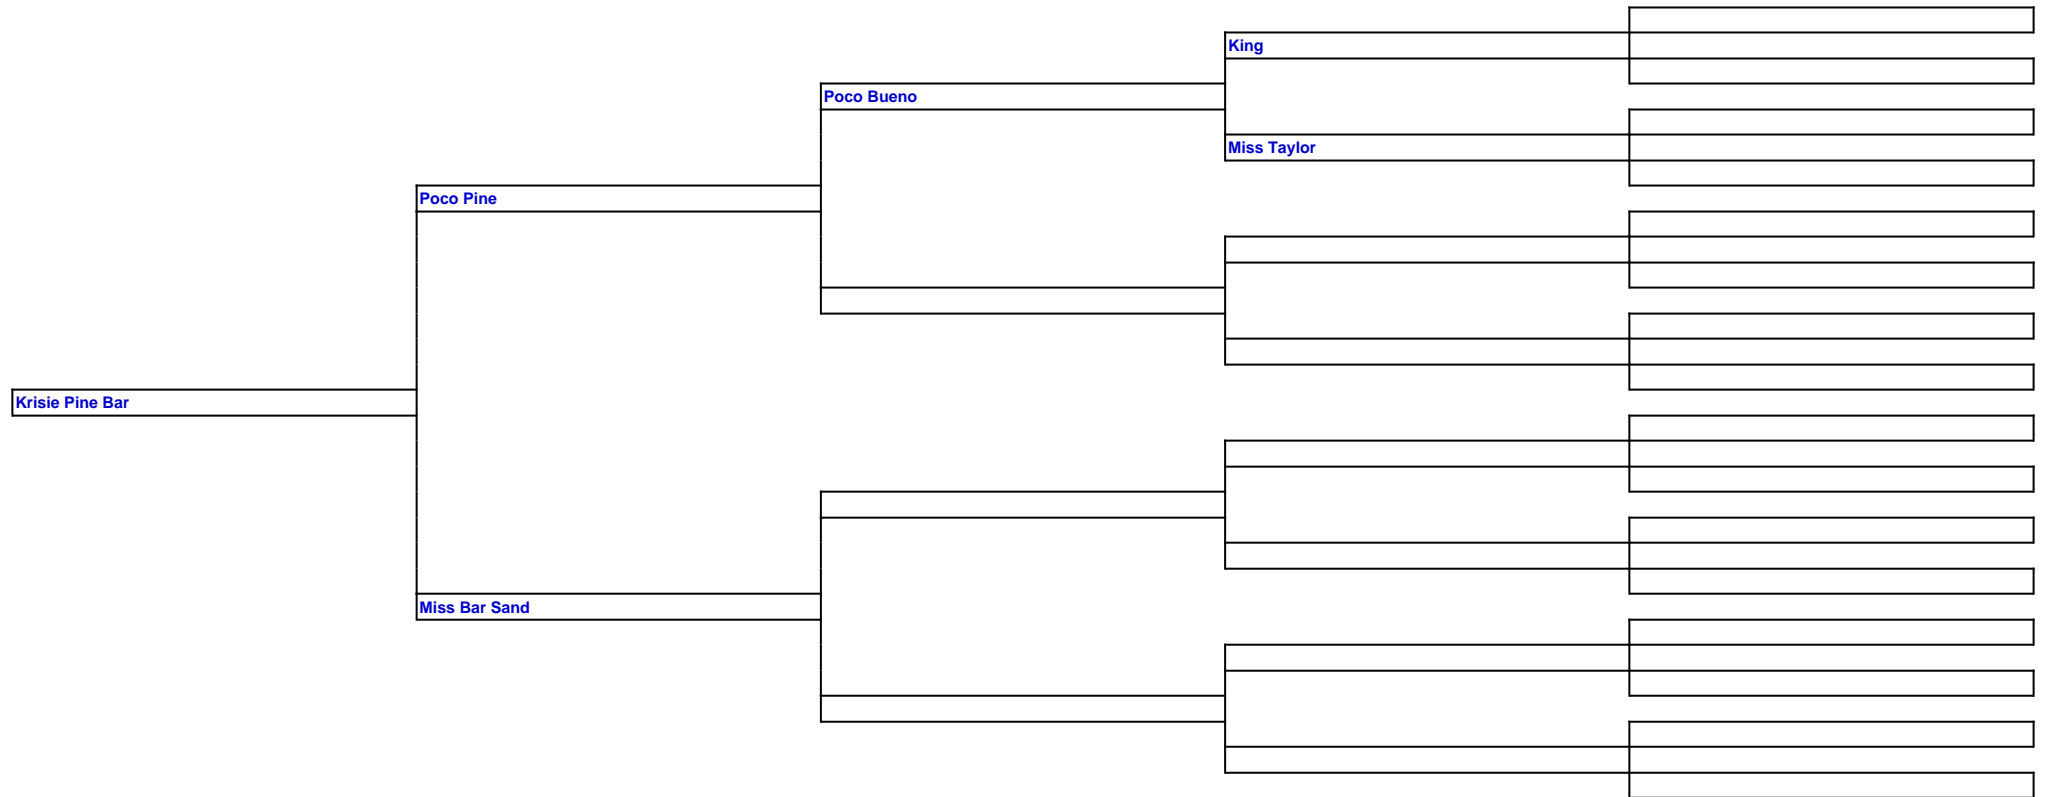 King
Poco Bueno
Miss Taylor
Poco Pine
Krisie Pine Bar
Miss Bar Sand